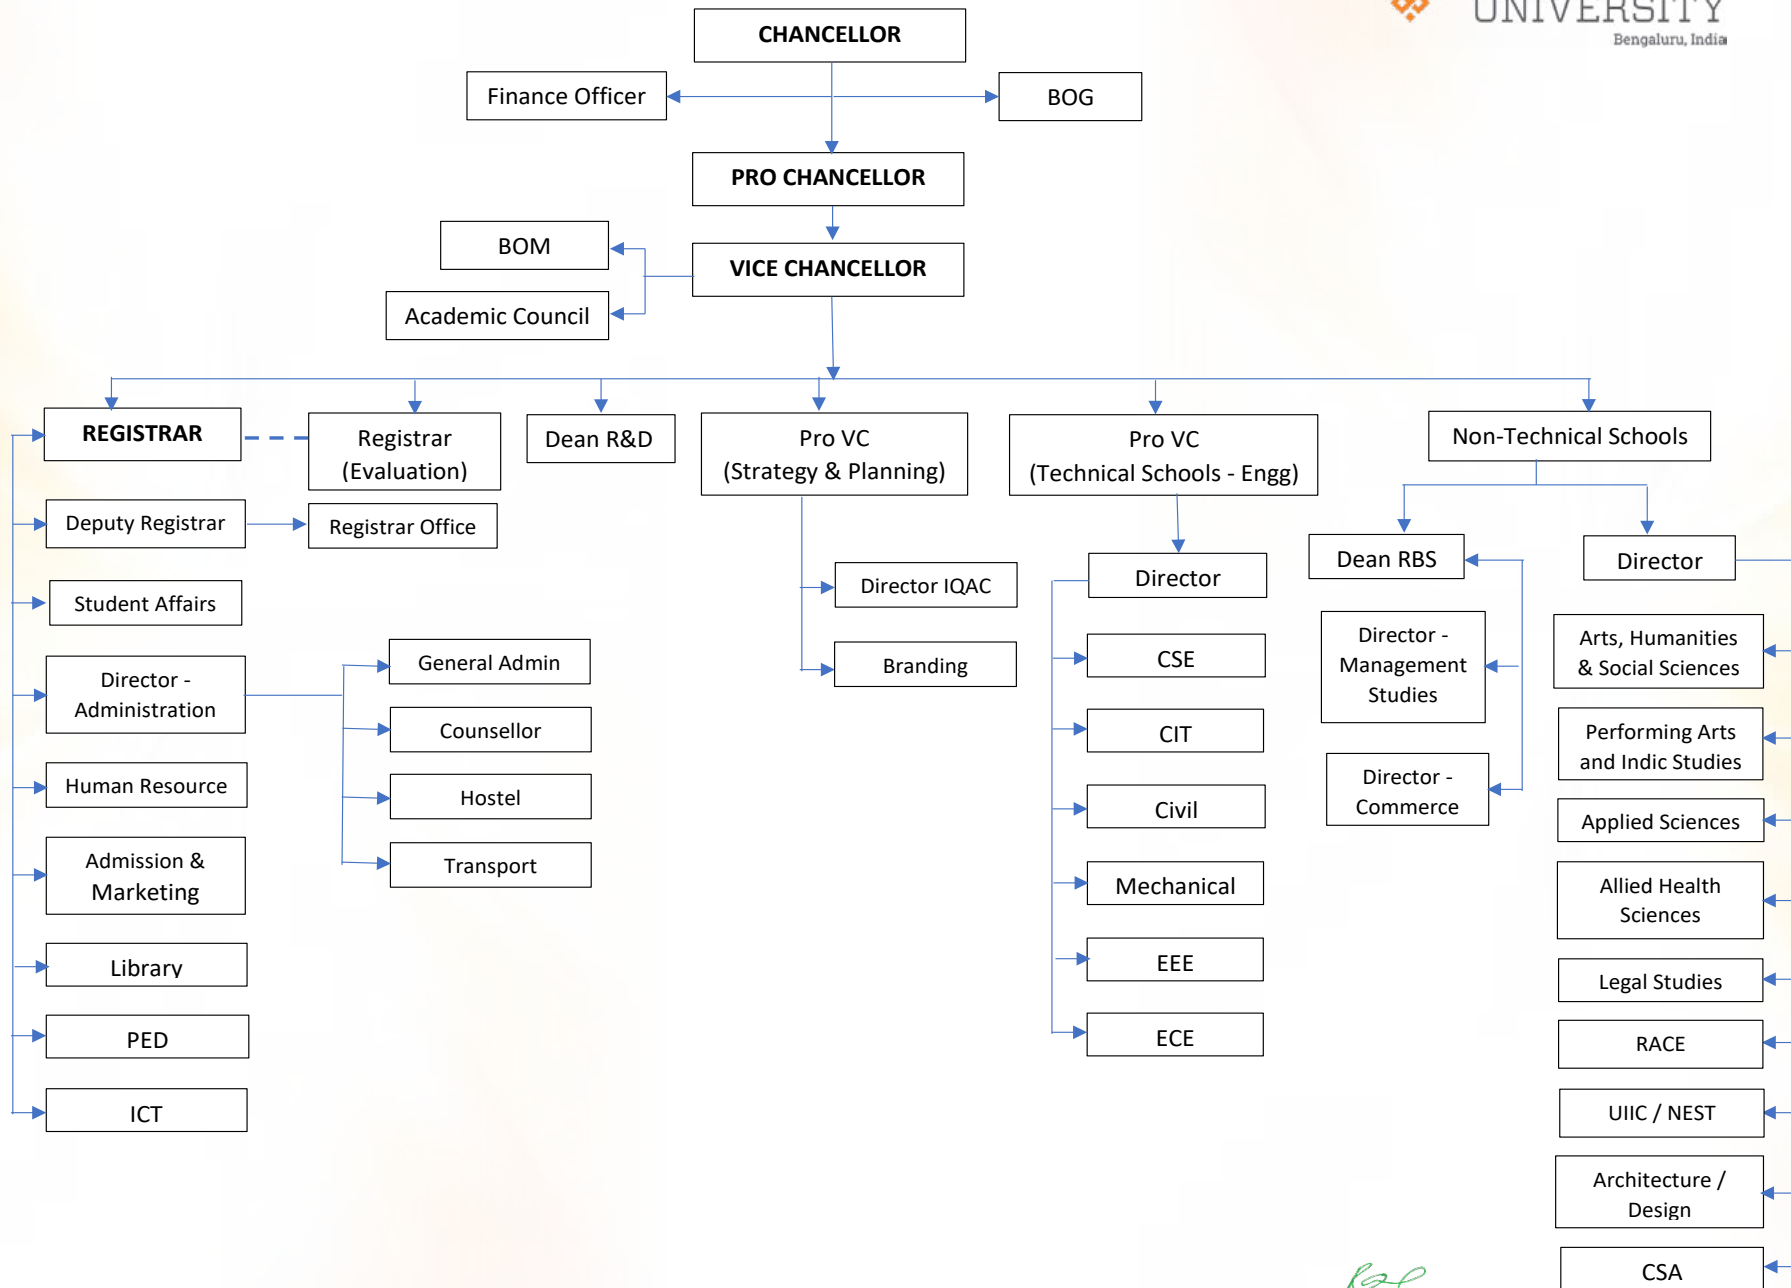 UNIVERSITY
Bengaluru, India
CHANCELLOR
Finance Officer
BOG
PRO CHANCELLOR
BOM
VICE CHANCELLOR
Academic Council
REGISTRAR
Registrar
(Evaluation)
Dean R&D
Pro VC
(Strategy & Planning)
Pro VC
(Technical Schools - Engg)
Non-Technical Schools
Deputy Registrar
Registrar Office
Student Affairs
Director -
Administration
Human Resource
Admission &
Marketing
Library
PED
ICT
General Admin
Counsellor
Hostel
Transport
Director IQAC
Branding
Director
CSE
CIT
Civil
Mechanical
EEE
ECE
Dean RBS
Director -
Management
Studies
Director -
Commerce
Director
Arts, Humanities
& Social Sciences
Performing Arts
and Indic Studies
Applied Sciences
Allied Health
Sciences
Legal Studies
RACE
UIIC / NEST
Architecture /
Design
CSA